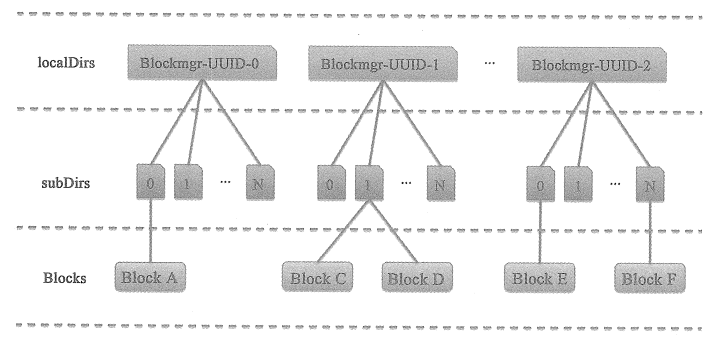 localDirs Blockmgr-UUID-0 Blockmgr-UUID-1 ... Blockmgr-UUID-2
subDirs 0 1 ... N 0 1 ... N 0 1 ... N
Blocks Block A Block C Block D Block E Block F